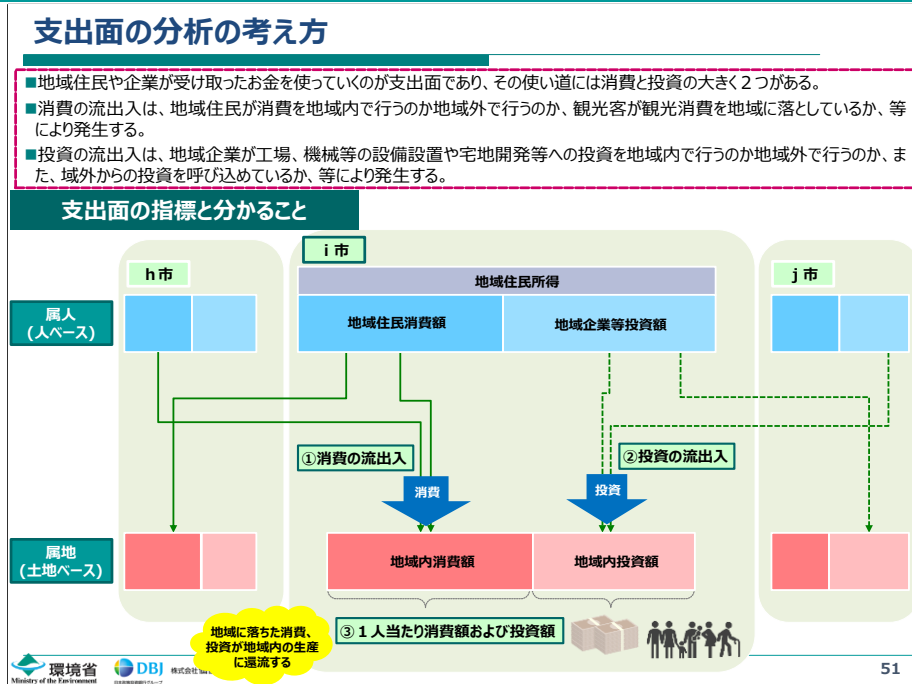 支出面の分析の考え方
■地域住民や企業が受け取ったお金を使っていくのが支出面であり、その使い道には消費と投資の大きく２つがある。
■消費の流出入は、地域住民が消費を地域内で行うのか地域外で行うのか、観光客が観光消費を地域に落としているか、等
により発生する。
■投資の流出入は、地域企業が工場、機械等の設備設置や宅地開発等への投資を地域内で行うのか地域外で行うのか、ま
た、域外からの投資を呼び込めているか、等により発生する。
支出面の指標と分かること
h市
i市
j市
地域住民所得
属人
(人ベース)
地域住民消費額
地域企業等投資額
①消費の流出入
②投資の流出入
消費
投資
属地
(土地ベース)
地域内消費額
地域内投資額
③１人当たり消費額および投資額
地域に落ちた消費、
投資が地域内の生産
に還流する
環境省
Ministry of the Environment
DBJ
株式会社
51